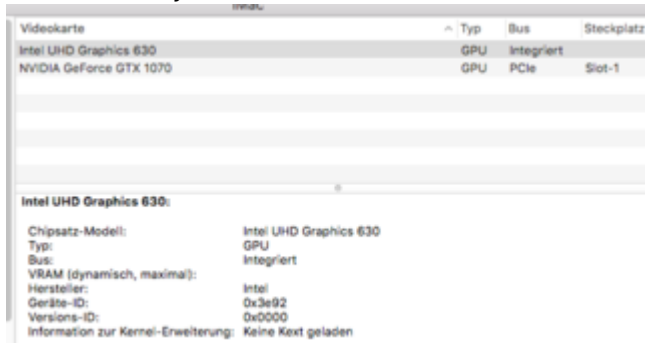 iMac
Videokarte Typ Bus Steckplatz
Intel UHD Graphics 630 GPU Integriert
NVIDIA GeForce GTX 1070 GPU PCIe Slot-1
Intel UHD Graphics 630:
Chipsatz-Modell: Intel UHD Graphics 630
Typ: GPU
Bus: Integriert
VRAM (dynamisch, maximal):
Hersteller: Intel
Geräte-ID: 0x3e92
Versions-ID: 0x0000
Information zur Kernel-Erweiterung: Keine Kext geladen